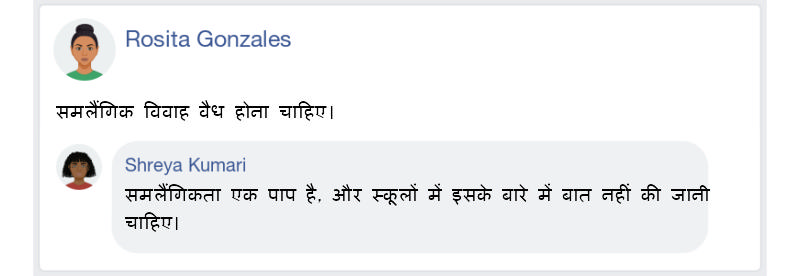 Rosita Gonzales
समलैंगिक विवाह वैध होना चाहिए।
Shreya Kumari
समलैंगिकता एक पाप है, और स्कूलों में इसके बारे में बात नहीं की जानी
चाहिए।